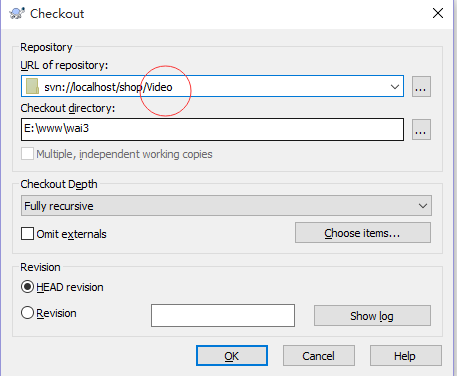 Checkout
Repository
URL of repository:
svn://localhost/shop/Video
...
Checkout directory:
E:\www\wai3
...
Multiple, independent working copies
Checkout Depth
Fully recursive
Omit externals
Choose items...
Revision
HEAD revision
Revision
Show log
OK Cancel Help